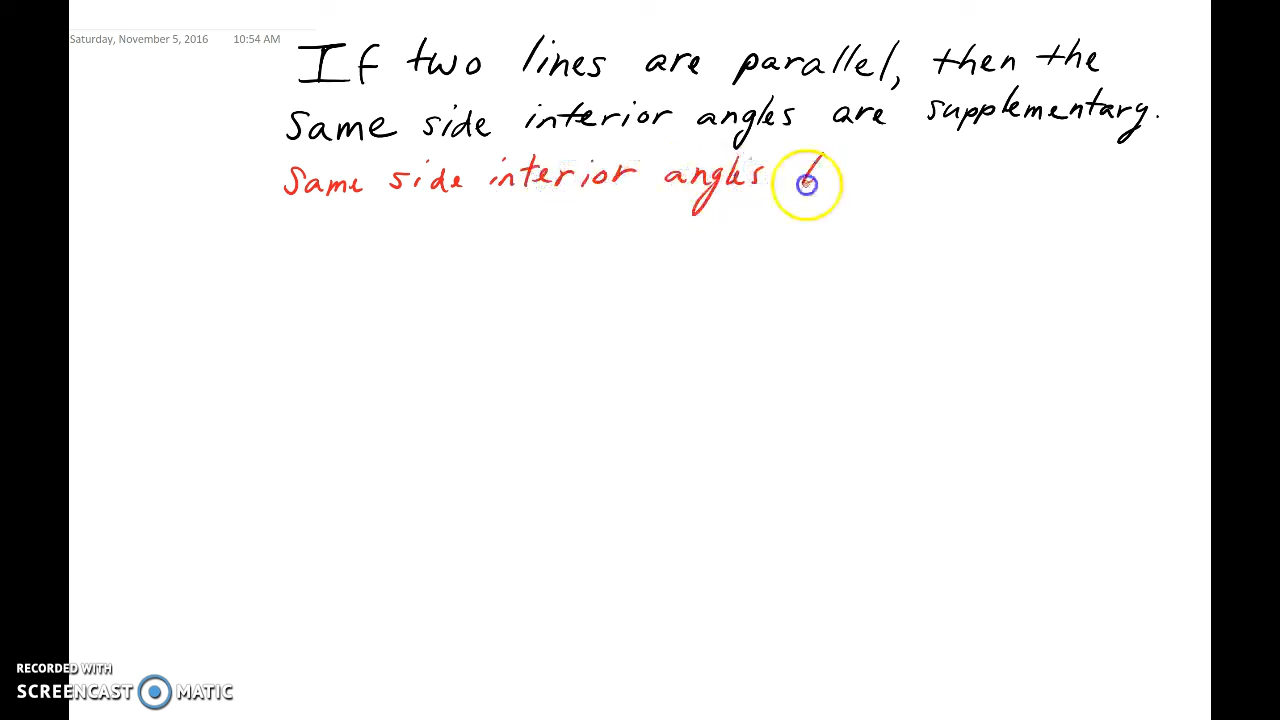 Saturday, November 5, 2016 10:54 AM
If two lines are parallel, then the
same side interior angles are supplementary.
Same side interior angles
RECORDED WITH
SCREENCAST MATIC